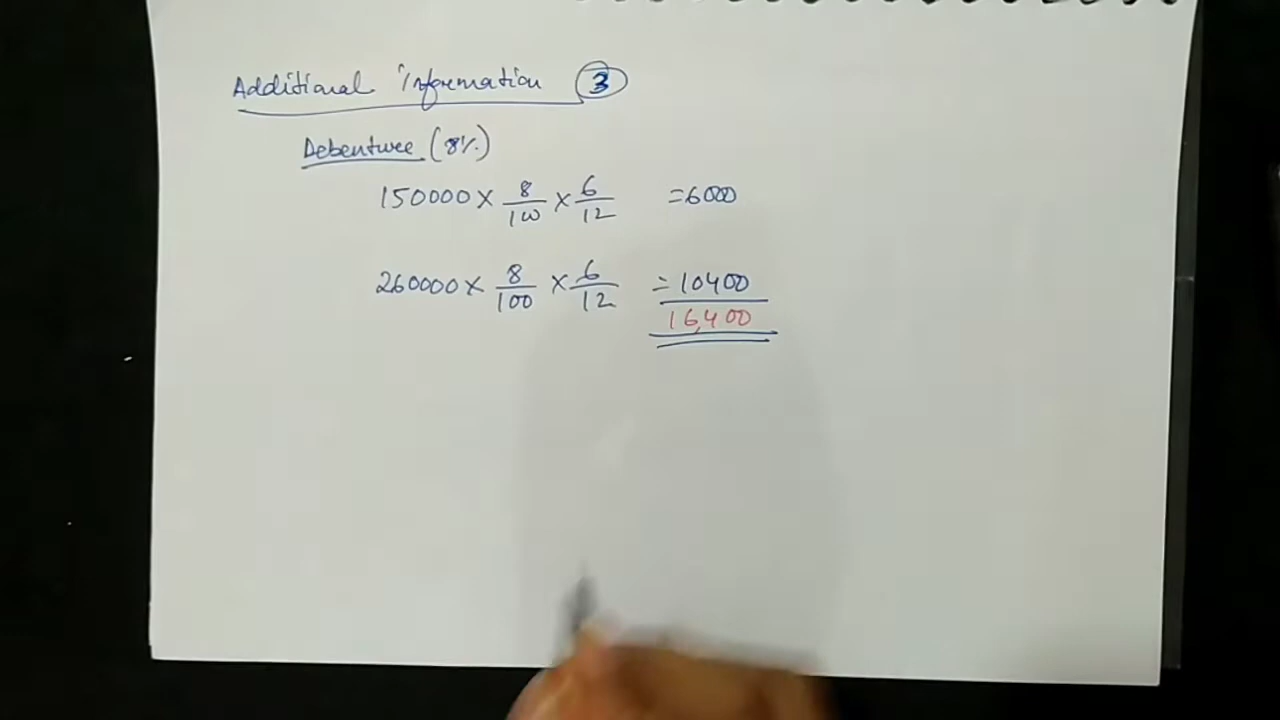 Additional Information 3
Debenture (8%)
150000 × 8/100 × 6/12 = 6000
260000 × 8/100 × 6/12 = 10400
16,400